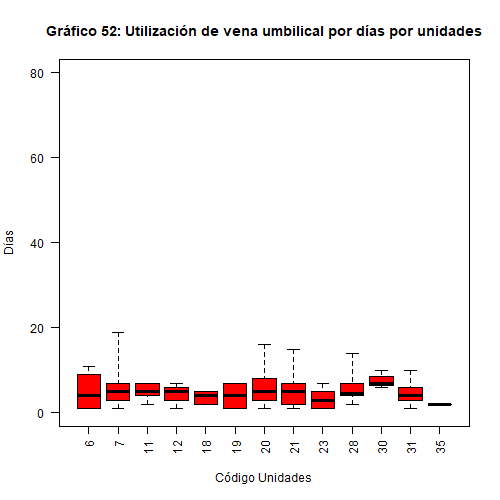 Gráfico 52: Utilización de vena umbilical por días por unidades
80
60
40
20
0
Días
6 7 11 12 18 19 20 21 23 28 30 31 35
Código Unidades